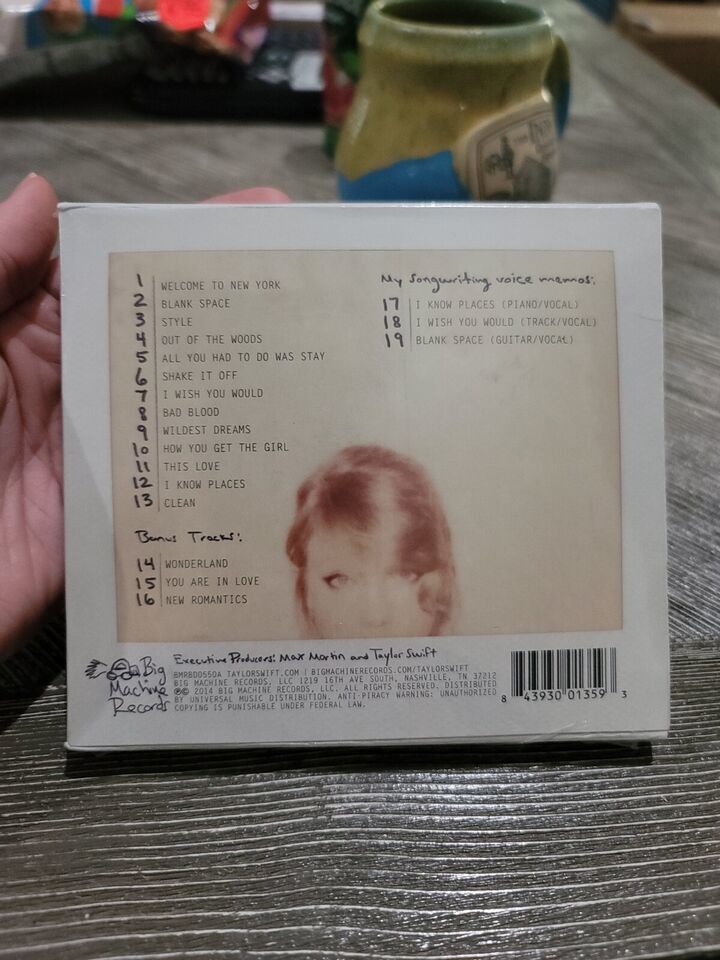 1 WELCOME TO NEW YORK
2 BLANK SPACE
3 STYLE
4 OUT OF THE WOODS
5 ALL YOU HAD TO DO WAS STAY
6 SHAKE IT OFF
7 I WISH YOU WOULD
8 BAD BLOOD
9 WILDEST DREAMS
10 HOW YOU GET THE GIRL
11 THIS LOVE
12 I KNOW PLACES
13 CLEAN
Bonus Tracks:
14 WONDERLAND
15 YOU ARE IN LOVE
16 NEW ROMANTICS
My songwriting voice memos:
17 I KNOW PLACES (PIANO/VOCAL)
18 I WISH YOU WOULD (TRACK/VOCAL)
19 BLANK SPACE (GUITAR/VOCAL)
Big
Machine
Records
Executive Producers: Max Martin and Taylor Swift
BMRBD0550A TAYLORSWIFT.COM | BIGMACHINERECORDS.COM/TAYLORSWIFT
BIG MACHINE RECORDS, LLC 1219 16TH AVE SOUTH, NASHVILLE, TN 37212
℗© 2014 BIG MACHINE RECORDS, LLC. ALL RIGHTS RESERVED. DISTRIBUTED
BY UNIVERSAL MUSIC DISTRIBUTION. ANTI-PIRACY WARNING: UNAUTHORIZED
COPYING IS PUNISHABLE UNDER FEDERAL LAW.
8 43930 01359 3